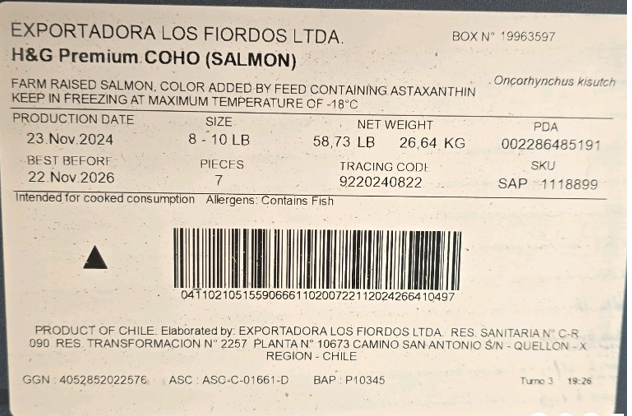 EXPORTADORA LOS FIORDOS LTDA.
BOX N° 19963597
H&G Premium COHO (SALMON)
FARM RAISED SALMON, COLOR ADDED BY FEED CONTAINING ASTAXANTHIN
Oncorhynchus kisutch
KEEP IN FREEZING AT MAXIMUM TEMPERATURE OF -18°C
PRODUCTION DATE SIZE NET WEIGHT PDA
23.Nov.2024 8 - 10 LB 58,73 LB 26,64 KG 002286485191
BEST BEFORE PIECES TRACING CODE SKU
22.Nov.2026 7 9220240822 SAP : 1118899
Intended for cooked consumption Allergens: Contains Fish
0411021051559066611020072211202426641049​7
PRODUCT OF CHILE. Elaborated by: EXPORTADORA LOS FIORDOS LTDA. RES. SANITARIA N° C-R
090 RES. TRANSFORMACION N° 2257 PLANTA N° 10673 CAMINO SAN ANTONIO S/N - QUELLON - X
REGION - CHILE
GGN : 4052852022576 ASC : ASC-C-01661-D BAP : P10345 Turno 3 19:26